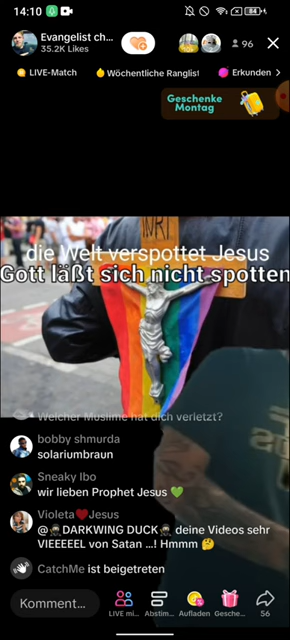 14:10
84
Evangelist ch...
35.2K Likes
96
LIVE-Match
Wöchentliche Ranglist
Erkunden
Geschenke
Montag
INRI
die Welt verspottet Jesus
Gott läßt sich nicht spotten
Welcher Muslime hat dich verletzt?
bobby shmurda
solariumbraun
Sneaky Ibo
wir lieben Prophet Jesus 💚
Violeta❤️Jesus
@🥷DARKWING DUCK🥷 deine Videos sehr
VIEEEEEL von Satan ...! Hmmm 🤔
CatchMe ist beigetreten
Komment...
LIVE mi...
Abstim...
Aufladen
Gesche...
56